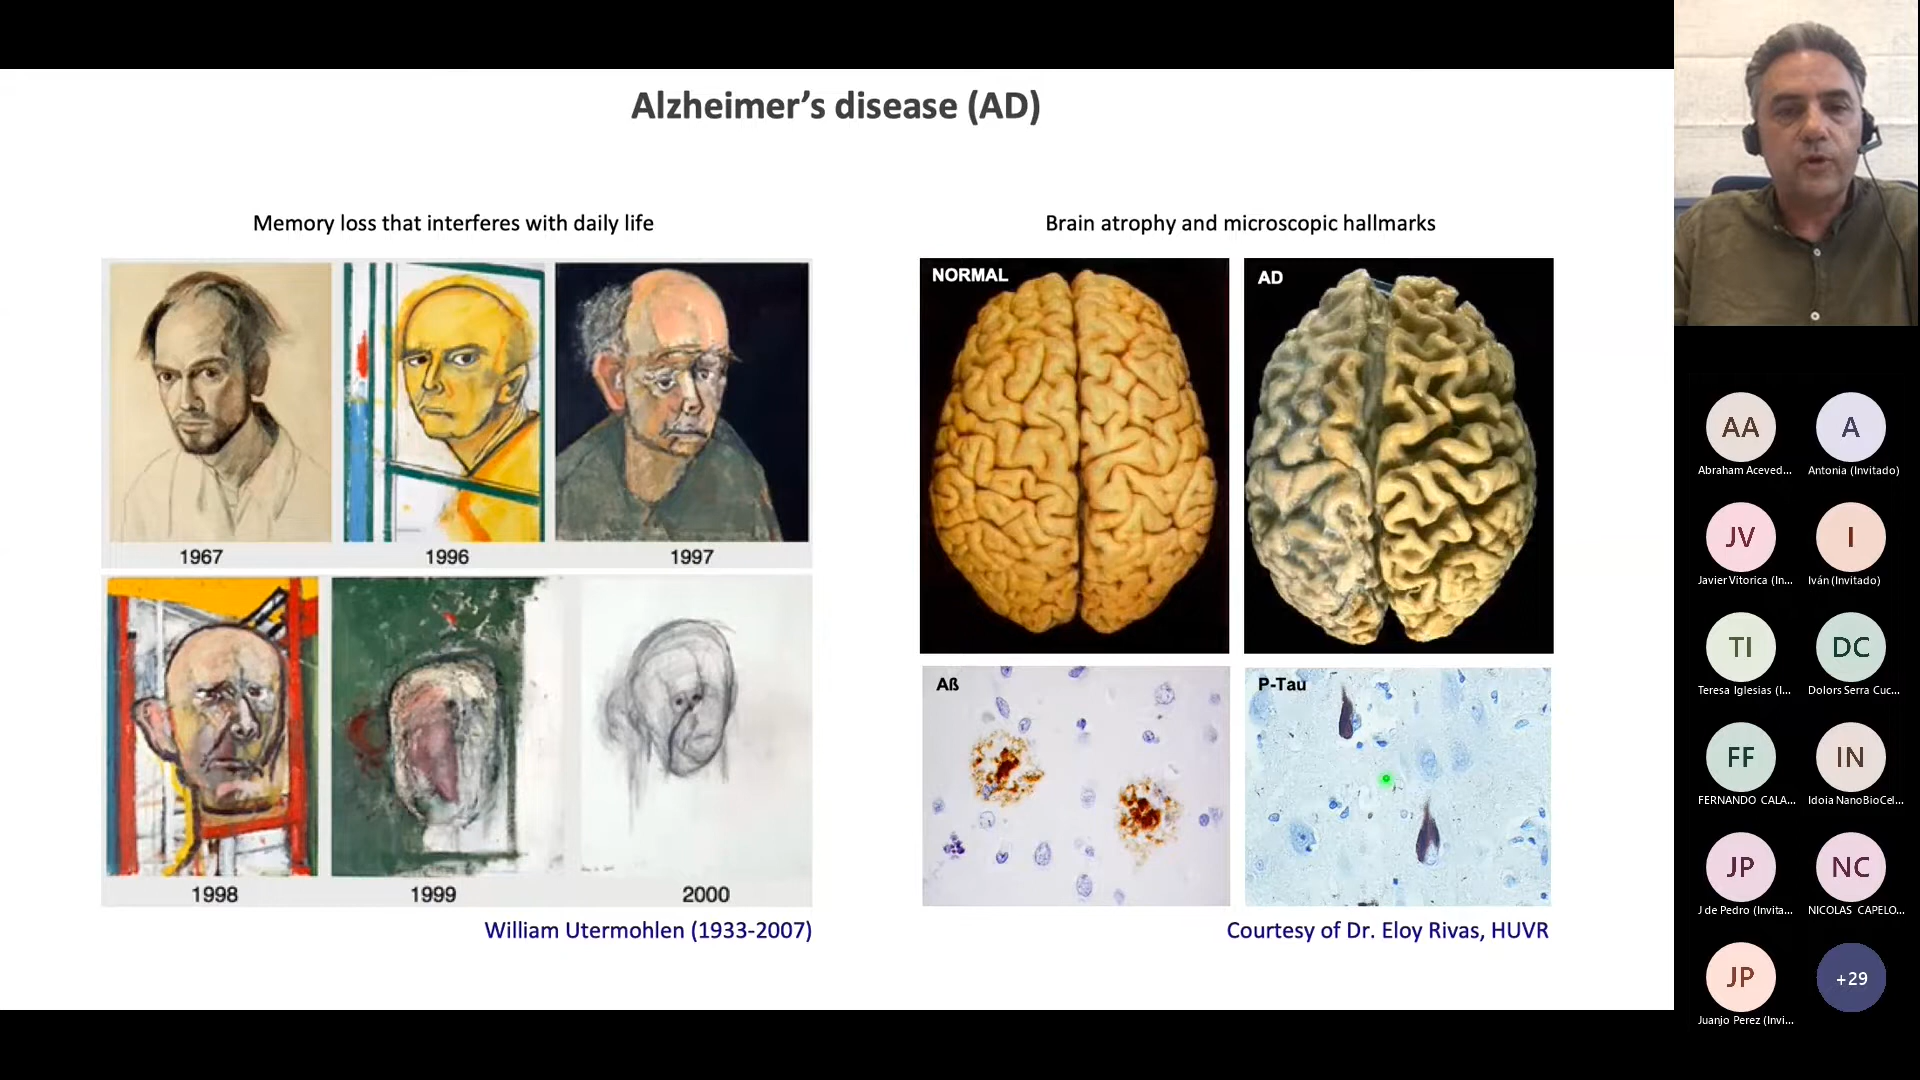 Alzheimer’s disease (AD)
Memory loss that interferes with daily life
1967
1996
1997
1998
1999
2000
William Utermohlen (1933-2007)
Brain atrophy and microscopic hallmarks
NORMAL
AD
Aß
P-Tau
Courtesy of Dr. Eloy Rivas, HUVR
AA
Abraham Aceved...
A
Antonia (Invitado)
JV
Javier Vitorica (In...
I
Iván (Invitado)
TI
Teresa Iglesias (I...
DC
Dolors Serra Cuc...
FF
FERNANDO CALA...
IN
Idoia NanoBioCel...
JP
J de Pedro (Invita...
NC
NICOLAS CAPELO...
JP
Juanjo Perez (Invi...
+29